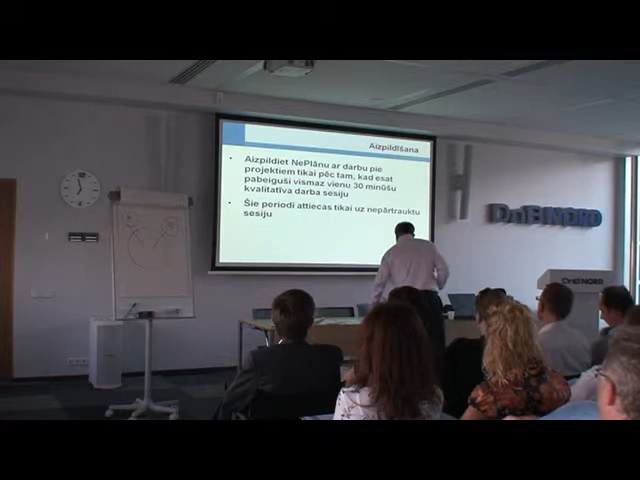 Aizpildīšana
• Aizpildiet NePlānu ar darbu pie
projektiem tikai pēc tam, kad esat
pabeiguši vismaz vienu 30 minūšu
kvalitatīva darba sesiju
• Šie periodi attiecas tikai uz nepārtrauktu
sesiju
DnB NORD
DnB NORD